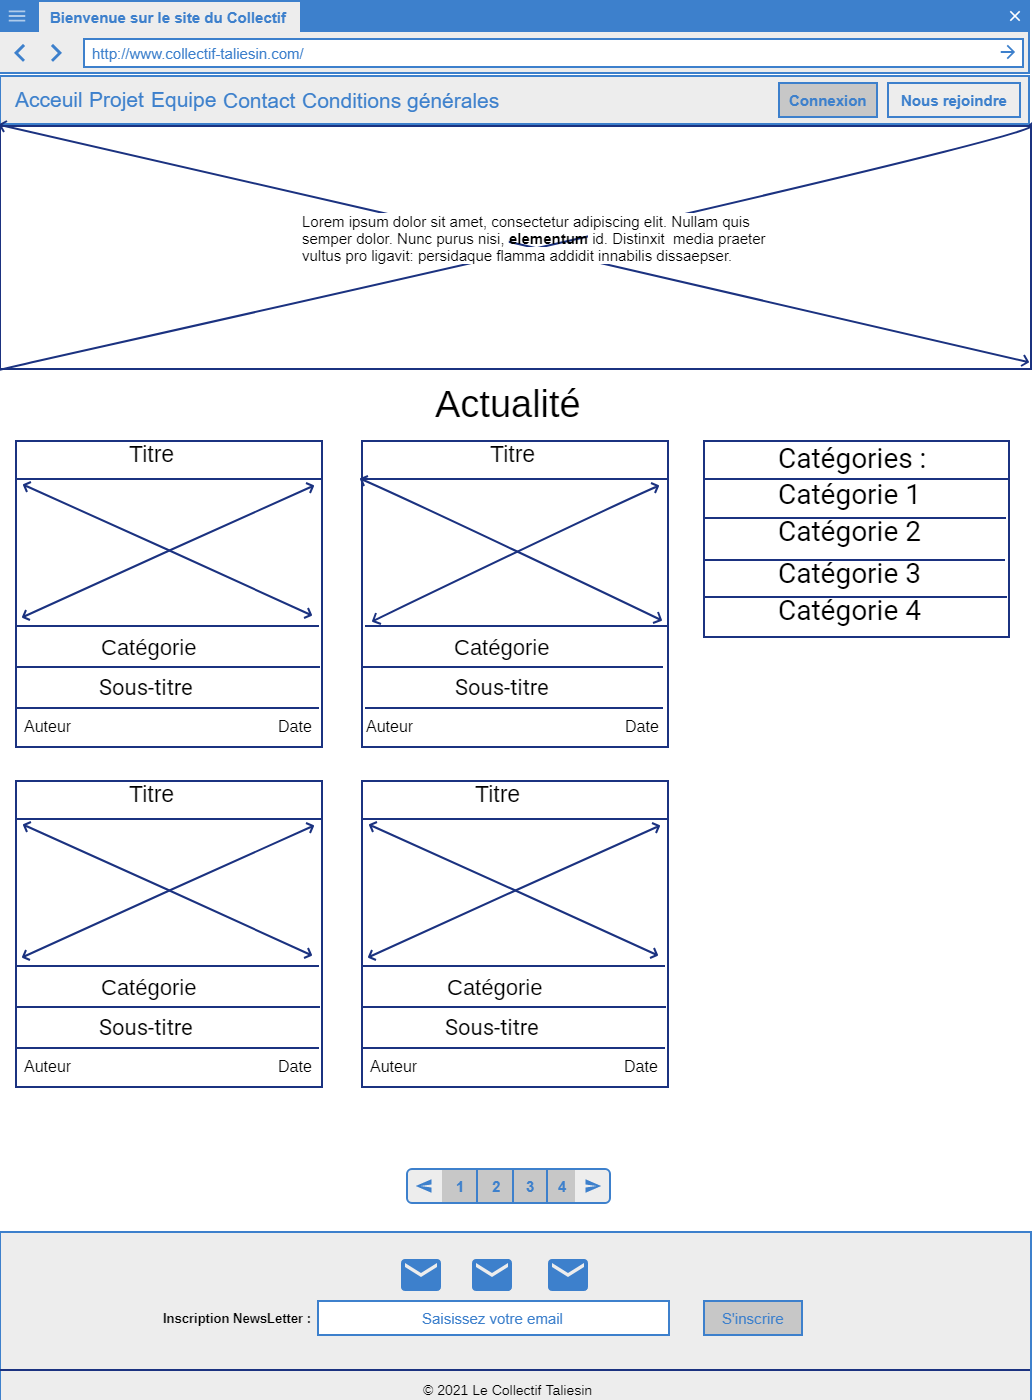 Bienvenue sur le site du Collectif
http://www.collectif-taliesin.com/
Acceuil Projet Equipe Contact Conditions générales
Connexion
Nous rejoindre
Lorem ipsum dolor sit amet, consectetur adipiscing elit. Nullam quis
semper dolor. Nunc purus nisi, elementum id. Distinxit media praeter
vultus pro ligavit: persidaque flamma addidit innabilis dissaepser.
Actualité
Titre
Catégorie
Sous-titre
Auteur Date
Titre
Catégorie
Sous-titre
Auteur Date
Catégories :
Catégorie 1
Catégorie 2
Catégorie 3
Catégorie 4
Titre
Catégorie
Sous-titre
Auteur Date
Titre
Catégorie
Sous-titre
Auteur Date
1 2 3 4
Inscription NewsLetter : Saisissez votre email S'inscrire
© 2021 Le Collectif Taliesin